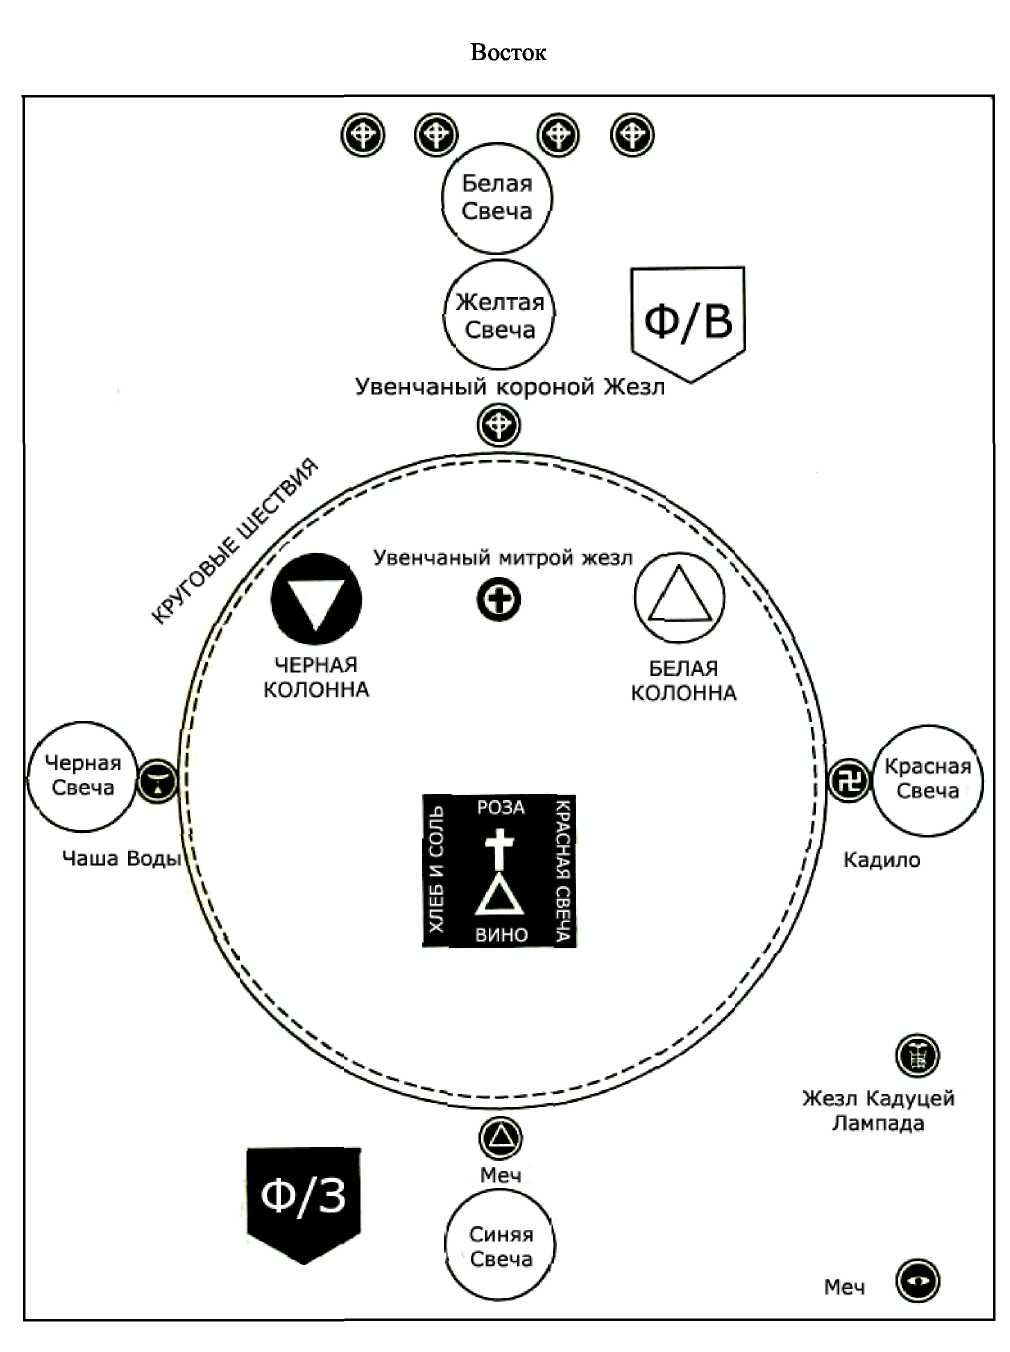 Восток
Белая
Свеча
Желтая
Свеча
Ф/В
Увенчаный короной Жезл
КРУГОВЫЕ ШЕСТВИЯ
Увенчаный митрой жезл
ЧЕРНАЯ
КОЛОННА
БЕЛАЯ
КОЛОННА
Черная
Свеча
Чаша Воды
Красная
Свеча
Кадило
РОЗА
ХЛЕБ И СОЛЬ
КРАСНАЯ СВЕЧА
ВИНО
Жезл Кадуцей
Лампада
Меч
Ф/З
Синяя
Свеча
Меч